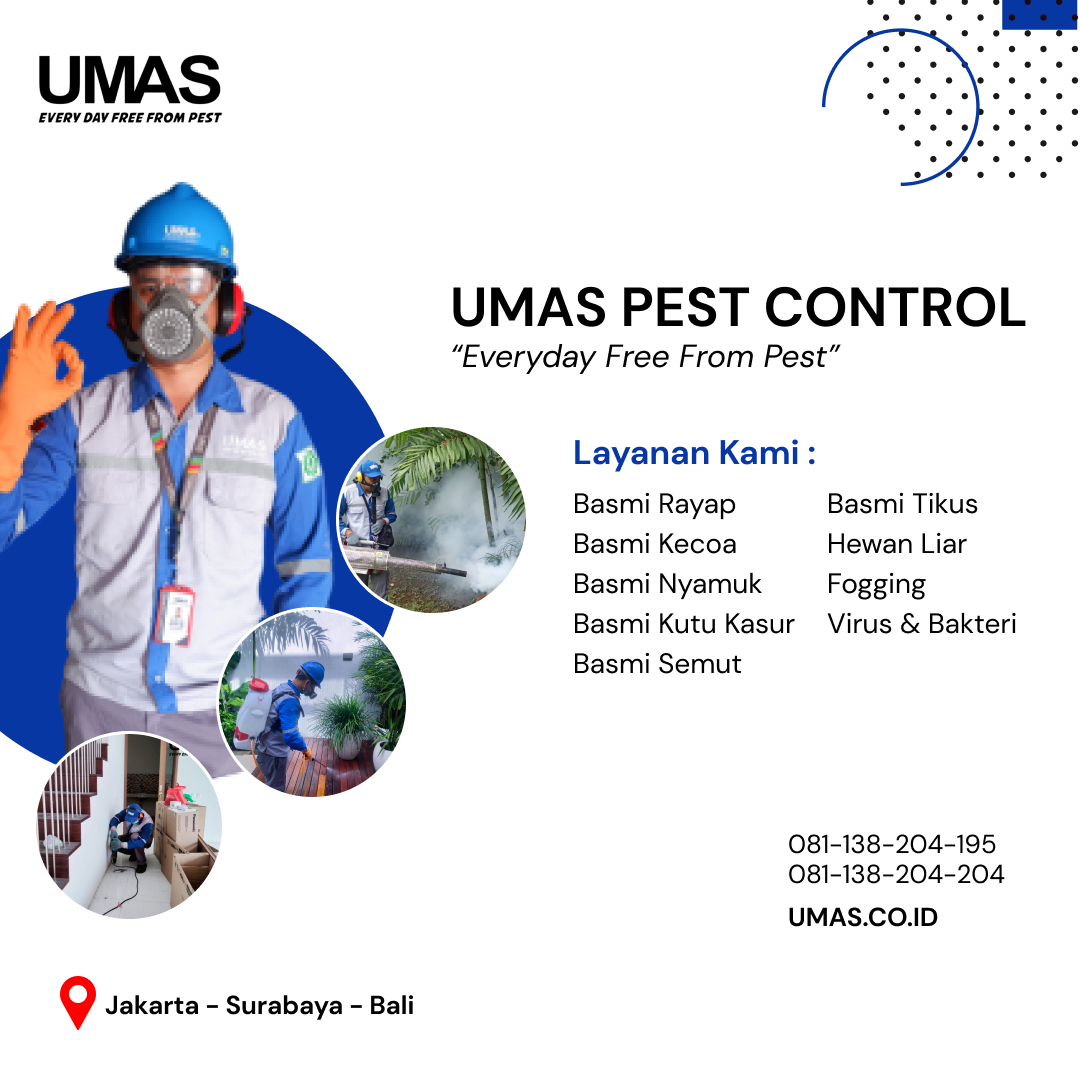 UMAS
EVERY DAY FREE FROM PEST
UMAS PEST CONTROL
“Everyday Free From Pest”
Layanan Kami :
Basmi Rayap
Basmi Kecoa
Basmi Nyamuk
Basmi Kutu Kasur
Basmi Semut
Basmi Tikus
Hewan Liar
Fogging
Virus & Bakteri
081-138-204-195
081-138-204-204
UMAS.CO.ID
Jakarta - Surabaya - Bali
UMAS
UMAS